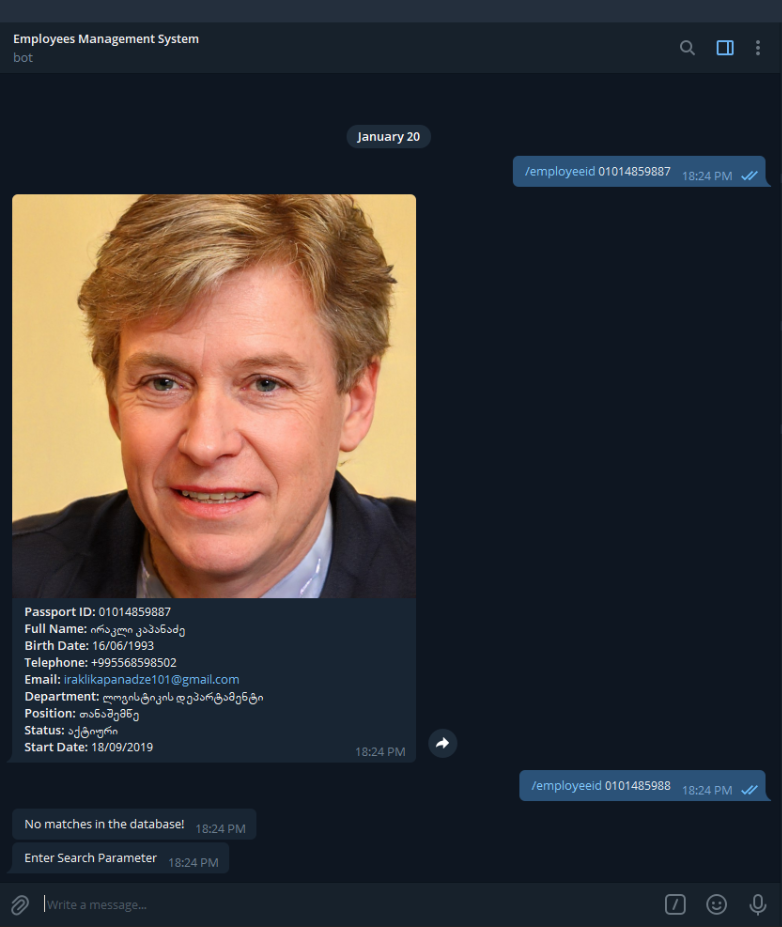 Employees Management System
bot
January 20
/employeeid 01014859887 18:24 PM
Passport ID: 01014859887
Full Name: ირაკლი კაპანაძე
Birth Date: 16/06/1993
Telephone: +995568598502
Email: iraklikapanadze101@gmail.com
Department: ლოგისტიკის დეპარტამენტი
Position: თანაშემწე
Status: აქტიური
Start Date: 18/09/2019
18:24 PM
/employeeid 0101485988 18:24 PM
No matches in the database! 18:24 PM
Enter Search Parameter 18:24 PM
Write a message...